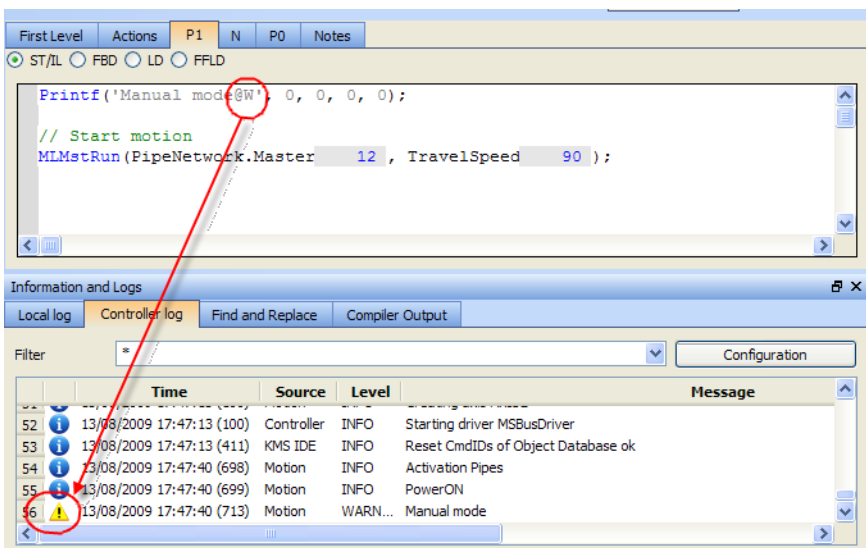 First Level Actions P1 N P0 Notes
ST/IL FBD LD FFLD
Printf('Manual mode@W', 0, 0, 0, 0);
// Start motion
MLMstRun(PipeNetwork.Master 12 , TravelSpeed 90 );
Information and Logs
Local log Controller log Find and Replace Compiler Output
Filter * Configuration
Time Source Level Message
52 13/08/2009 17:47:13 (100) Controller INFO Starting driver MSBusDriver
53 13/08/2009 17:47:13 (411) KMS IDE INFO Reset CmdIDs of Object Database ok
54 13/08/2009 17:47:40 (698) Motion INFO Activation Pipes
55 13/08/2009 17:47:40 (699) Motion INFO PowerON
56 13/08/2009 17:47:40 (713) Motion WARN... Manual mode